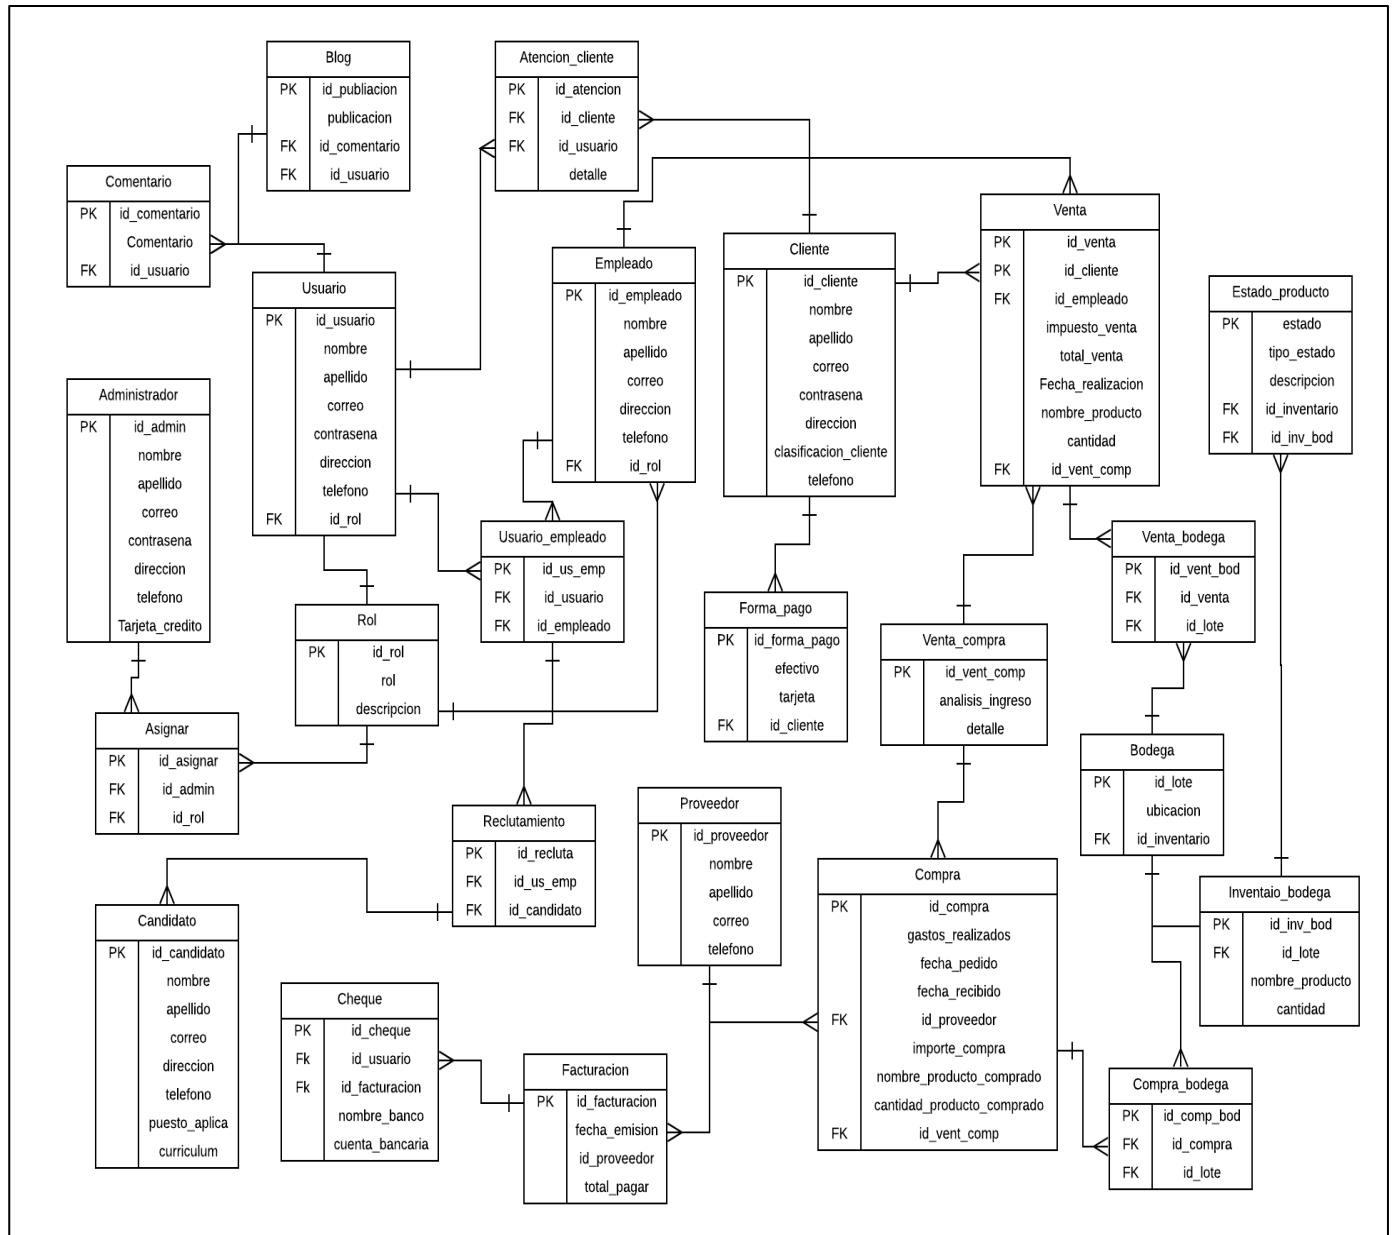 Blog
PK id_publiacion
publicacion
FK id_comentario
FK id_usuario
Atencion_cliente
PK id_atencion
FK id_cliente
FK id_usuario
detalle
Comentario
PK id_comentario
Comentario
FK id_usuario
Usuario
PK id_usuario
nombre
apellido
correo
contrasena
direccion
telefono
FK id_rol
Empleado
PK id_empleado
nombre
apellido
correo
direccion
telefono
FK id_rol
Cliente
PK id_cliente
nombre
apellido
correo
contrasena
direccion
clasificacion_cliente
telefono
Venta
PK id_venta
PK id_cliente
FK id_empleado
impuesto_venta
total_venta
Fecha_realizacion
nombre_producto
cantidad
FK id_vent_comp
Estado_producto
PK estado
tipo_estado
descripcion
FK id_inventario
FK id_inv_bod
Administrador
PK id_admin
nombre
apellido
correo
contrasena
direccion
telefono
Tarjeta_credito
Usuario_empleado
PK id_us_emp
FK id_usuario
FK id_empleado
Venta_bodega
PK id_vent_bod
FK id_venta
FK id_lote
Rol
PK id_rol
rol
descripcion
Forma_pago
PK id_forma_pago
efectivo
tarjeta
FK id_cliente
Venta_compra
PK id_vent_comp
analisis_ingreso
detalle
Asignar
PK id_asignar
FK id_admin
FK id_rol
Bodega
PK id_lote
ubicacion
FK id_inventario
Reclutamiento
PK id_recluta
FK id_us_emp
FK id_candidato
Proveedor
PK id_proveedor
nombre
apellido
correo
telefono
Compra
PK id_compra
gastos_realizados
fecha_pedido
fecha_recibido
FK id_proveedor
importe_compra
nombre_producto_comprado
cantidad_producto_comprado
FK id_vent_comp
Inventaio_bodega
PK id_inv_bod
FK id_lote
nombre_producto
cantidad
Candidato
PK id_candidato
nombre
apellido
correo
direccion
telefono
puesto_aplica
curriculum
Cheque
PK id_cheque
Fk id_usuario
Fk id_facturacion
nombre_banco
cuenta_bancaria
Facturacion
PK id_facturacion
fecha_emision
id_proveedor
total_pagar
Compra_bodega
PK id_comp_bod
FK id_compra
FK id_lote